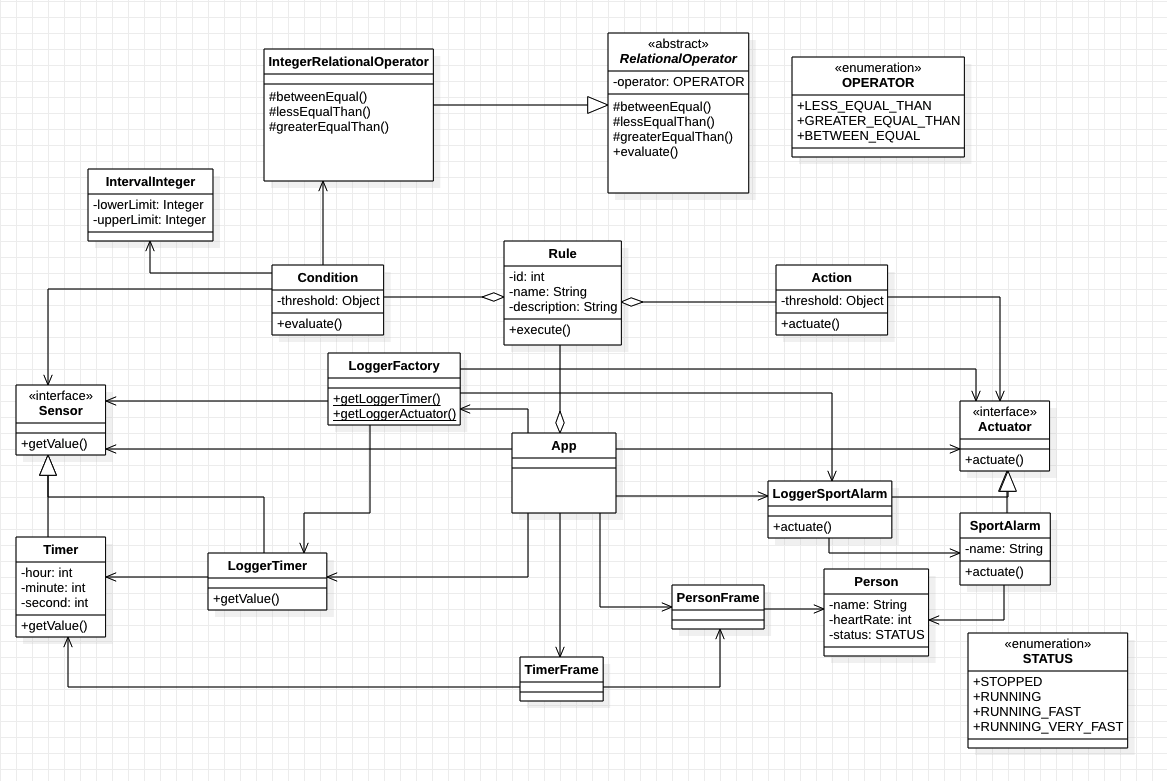 IntegerRelationalOperator
#betweenEqual()
#lessEqualThan()
#greaterEqualThan()
«abstract»
RelationalOperator
-operator: OPERATOR
#betweenEqual()
#lessEqualThan()
#greaterEqualThan()
+evaluate()
«enumeration»
OPERATOR
+LESS_EQUAL_THAN
+GREATER_EQUAL_THAN
+BETWEEN_EQUAL
IntervalInteger
-lowerLimit: Integer
-upperLimit: Integer
Condition
-threshold: Object
+evaluate()
Rule
-id: int
-name: String
-description: String
+execute()
Action
-threshold: Object
+actuate()
LoggerFactory
+getLoggerTimer()
+getLoggerActuator()
«interface»
Sensor
+getValue()
App
«interface»
Actuator
+actuate()
LoggerSportAlarm
+actuate()
SportAlarm
-name: String
+actuate()
Timer
-hour: int
-minute: int
-second: int
+getValue()
LoggerTimer
+getValue()
PersonFrame
Person
-name: String
-heartRate: int
-status: STATUS
TimerFrame
«enumeration»
STATUS
+STOPPED
+RUNNING
+RUNNING_FAST
+RUNNING_VERY_FAST